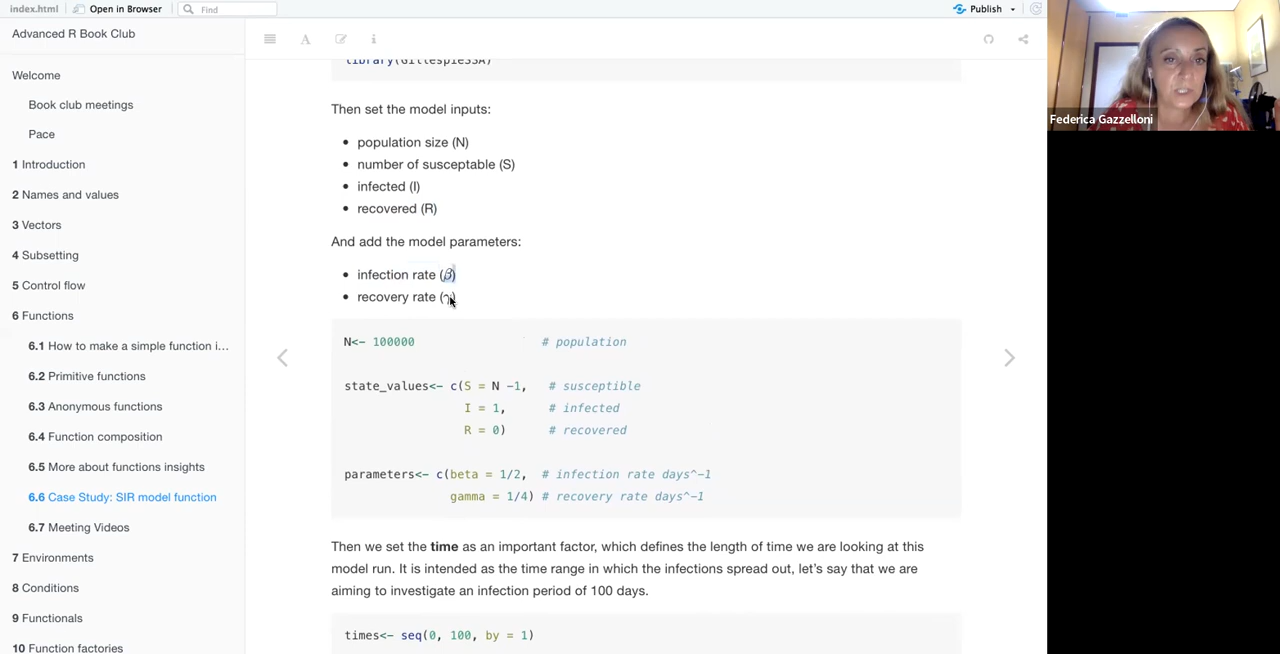 index.html
Open in Browser
Find
Publish
Advanced R Book Club
Welcome
Book club meetings
Pace
1 Introduction
2 Names and values
3 Vectors
4 Subsetting
5 Control flow
6 Functions
6.1 How to make a simple function i...
6.2 Primitive functions
6.3 Anonymous functions
6.4 Function composition
6.5 More about functions insights
6.6 Case Study: SIR model function
6.7 Meeting Videos
7 Environments
8 Conditions
9 Functionals
10 Function factories
library(GillespieSSA)
Then set the model inputs:
• population size (N)
• number of susceptable (S)
• infected (I)
• recovered (R)
And add the model parameters:
• infection rate (β)
• recovery rate (γ)
N<- 100000 # population
state_values<- c(S = N -1, # susceptible
I = 1, # infected
R = 0) # recovered
parameters<- c(beta = 1/2, # infection rate days^-1
gamma = 1/4) # recovery rate days^-1
Then we set the time as an important factor, which defines the length of time we are looking at this
model run. It is intended as the time range in which the infections spread out, let's say that we are
aiming to investigate an infection period of 100 days.
times<- seq(0, 100, by = 1)
Federica Gazzelloni